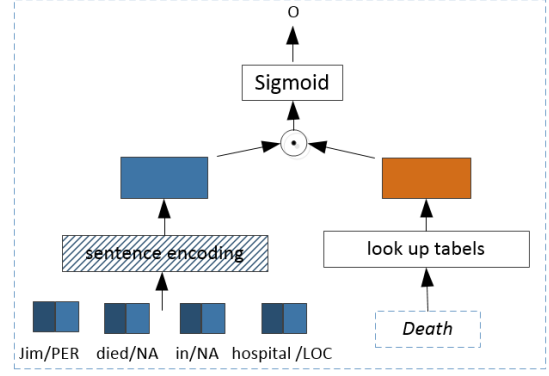 O
Sigmoid
sentence encoding
look up tabels
Death
Jim/PER died/NA in/NA hospital /LOC